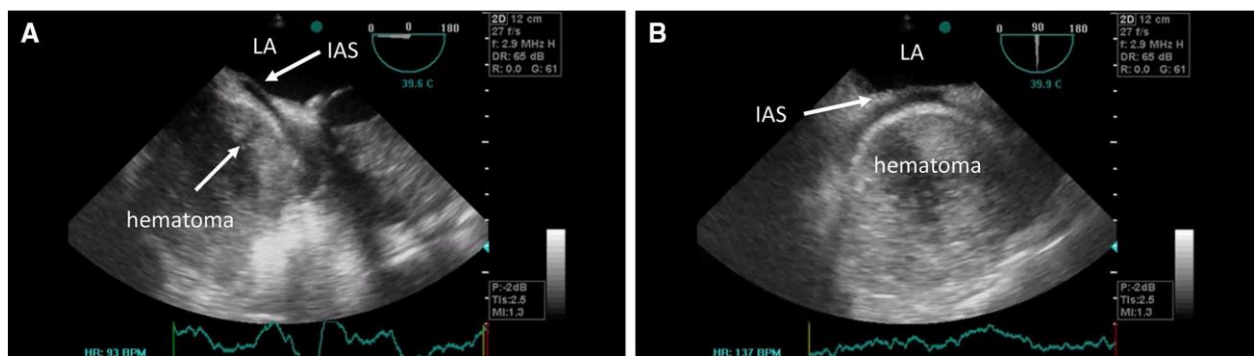 A
LA
IAS
hematoma
0 0 180
39.6 C
2D 12 cm
27 f/s
f: 2.9 MHz H
DR: 65 dB
R: 0.0 G: 61
P:-2dB
TIs:2.5
MI:1.3
HR: 93 BPM
B
LA
IAS
hematoma
0 90 180
39.9 C
2D 12 cm
27 f/s
f: 2.9 MHz H
DR: 65 dB
R: 0.0 G: 61
P:-2dB
TIs:2.5
MI:1.3
HR: 137 BPM